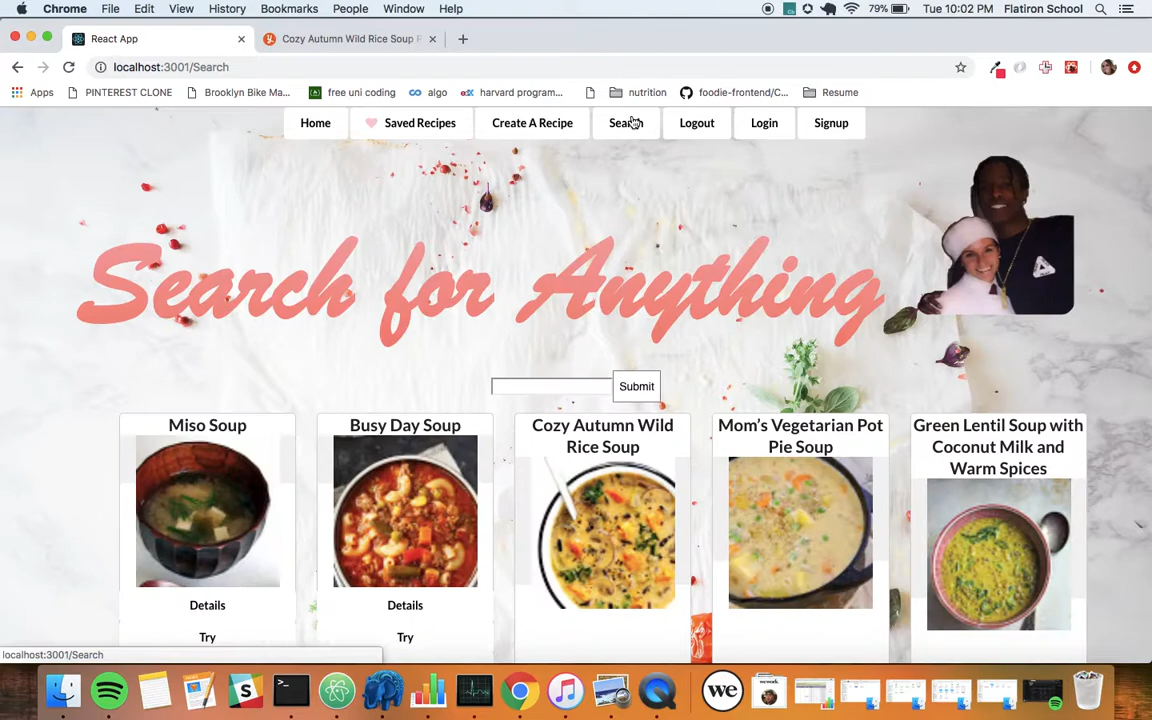 Chrome File Edit View History Bookmarks People Window Help 79% Tue 10:02 PM Flatiron School
React App Cozy Autumn Wild Rice Soup
localhost:3001/Search
Apps PINTEREST CLONE Brooklyn Bike Ma... free uni coding algo harvard program... nutrition foodie-frontend/C... Resume
Home Saved Recipes Create A Recipe Search Logout Login Signup
Search for Anything
Submit
Miso Soup
Busy Day Soup
Cozy Autumn Wild
Rice Soup
Mom's Vegetarian Pot
Pie Soup
Green Lentil Soup with
Coconut Milk and
Warm Spices
Details Details
Try Try
localhost:3001/Search
we